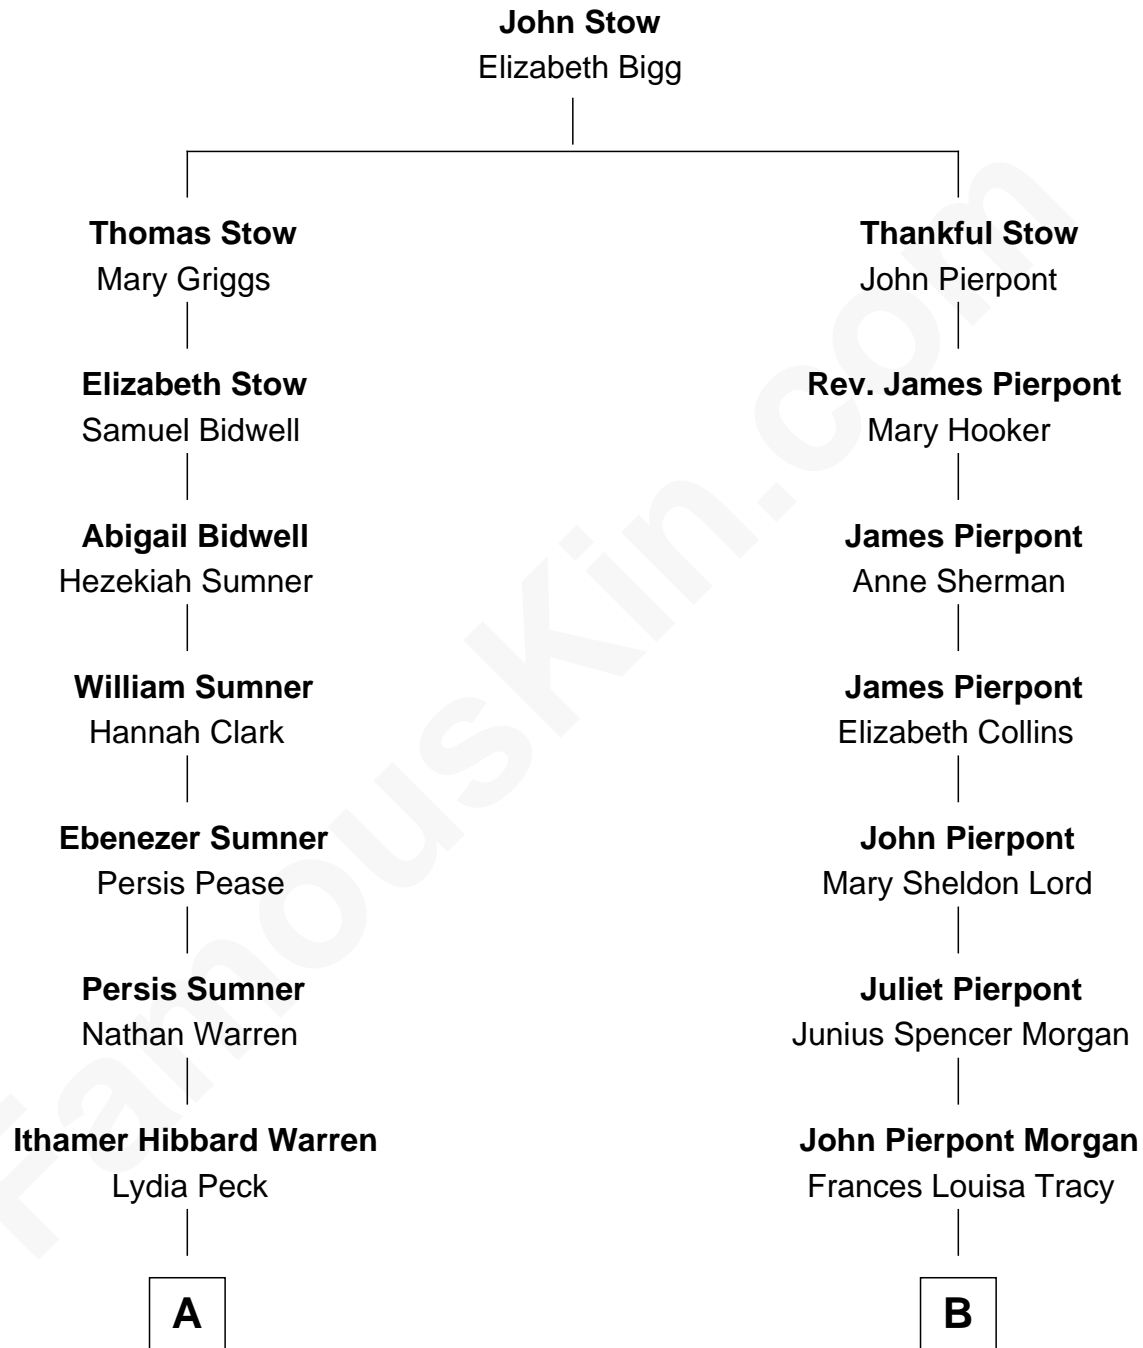 John Stow
Elizabeth Bigg
Thomas Stow
Mary Griggs
Thankful Stow
John Pierpont
Elizabeth Stow
Samuel Bidwell
Rev. James Pierpont
Mary Hooker
Abigail Bidwell
Hezekiah Sumner
James Pierpont
Anne Sherman
William Sumner
Hannah Clark
James Pierpont
Elizabeth Collins
Ebenezer Sumner
Persis Pease
John Pierpont
Mary Sheldon Lord
Persis Sumner
Nathan Warren
Juliet Pierpont
Junius Spencer Morgan
Ithamer Hibbard Warren
Lydia Peck
John Pierpont Morgan
Frances Louisa Tracy
A
B
FamousKin.com